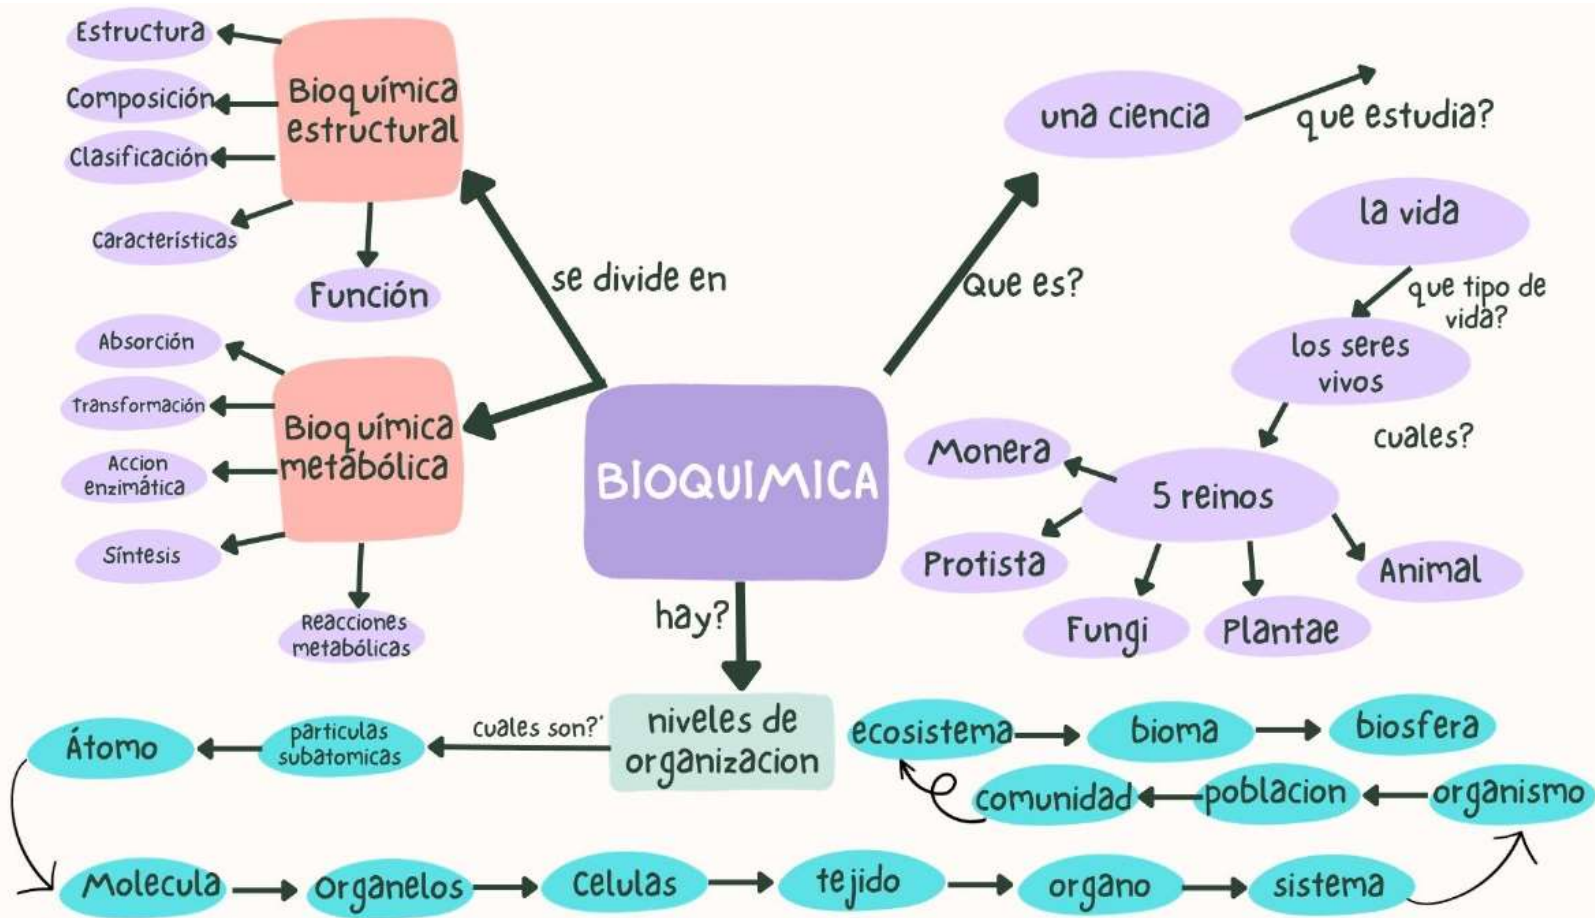 Estructura
Composición
Clasificación
Características
Función
Bioquímica
estructural
se divide en
Absorción
Transformación
Accion
enzimática
Síntesis
Reacciones
metabólicas
Bioquímica
metabólica
BIOQUIMICA
Que es?
una ciencia
que estudia?
la vida
que tipo de
vida?
los seres
vivos
cuales?
5 reinos
Monera
Protista
Fungi
Plantae
Animal
hay?
niveles de
organizacion
cuales son?'
particulas
subatomicas
Átomo
Molecula
organelos
Celulas
tejido
organo
sistema
organismo
poblacion
comunidad
ecosistema
bioma
biosfera